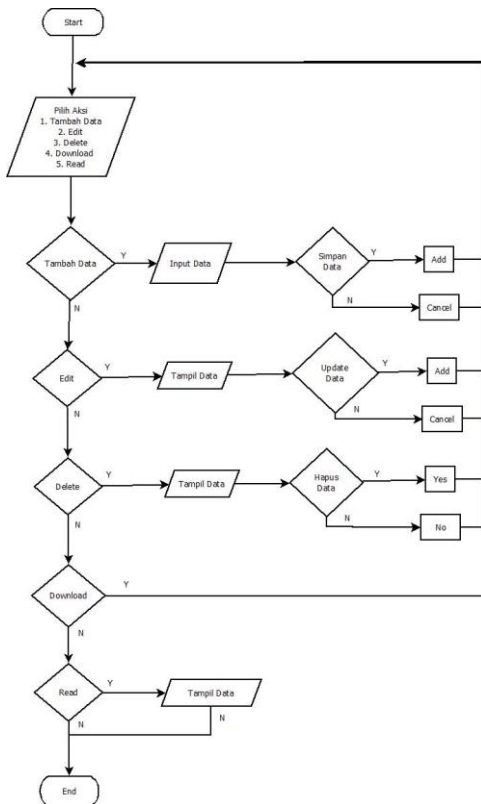 Start
Pilih Aksi
1. Tambah Data
2. Edit
3. Delete
4. Download
5. Read
Tambah Data
Y
Input Data
Simpan
Data
Y
Add
N
N
Cancel
Edit
Y
Tampil Data
Update
Data
Y
Add
N
N
Cancel
Delete
Y
Tampil Data
Hapus
Data
Y
Yes
N
N
No
Download
Y
N
Read
Y
Tampil Data
N
N
End